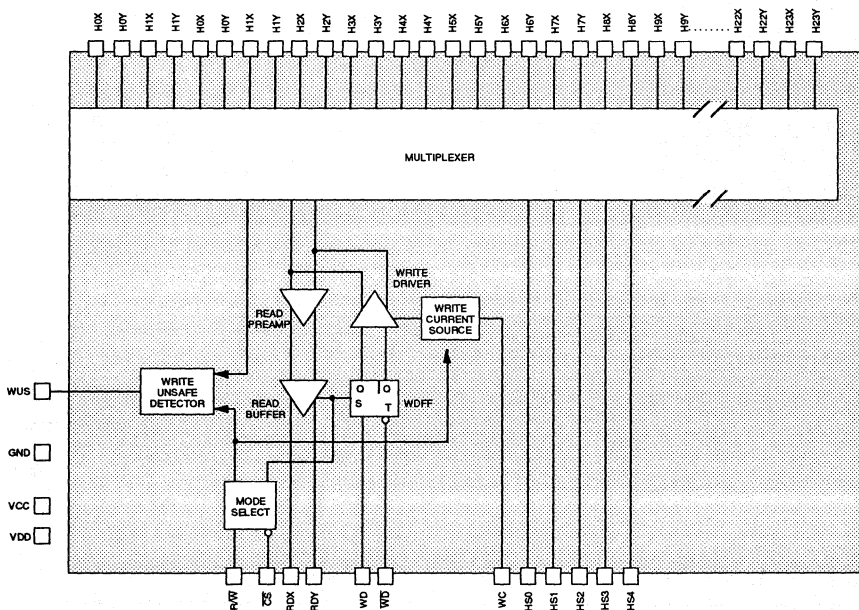 H0X H0Y H1X H1Y H0X H0Y H1X H1Y H2X H2Y H3X H3Y H4X H4Y H5X H5Y H6X H6Y H7X H7Y H8X H8Y H9X H9Y ........ H22X H22Y H23X H23Y
MULTIPLEXER
WRITE
DRIVER
READ
PREAMP
WRITE
CURRENT
SOURCE
WUS
WRITE
UNSAFE
DETECTOR
READ
BUFFER
Q Q
S T
WDFF
GND
VCC
VDD
MODE
SELECT
R/W̅ C̅S̅ RDX RDY WD W̅D̅ WC HS0 HS1 HS2 HS3 HS4